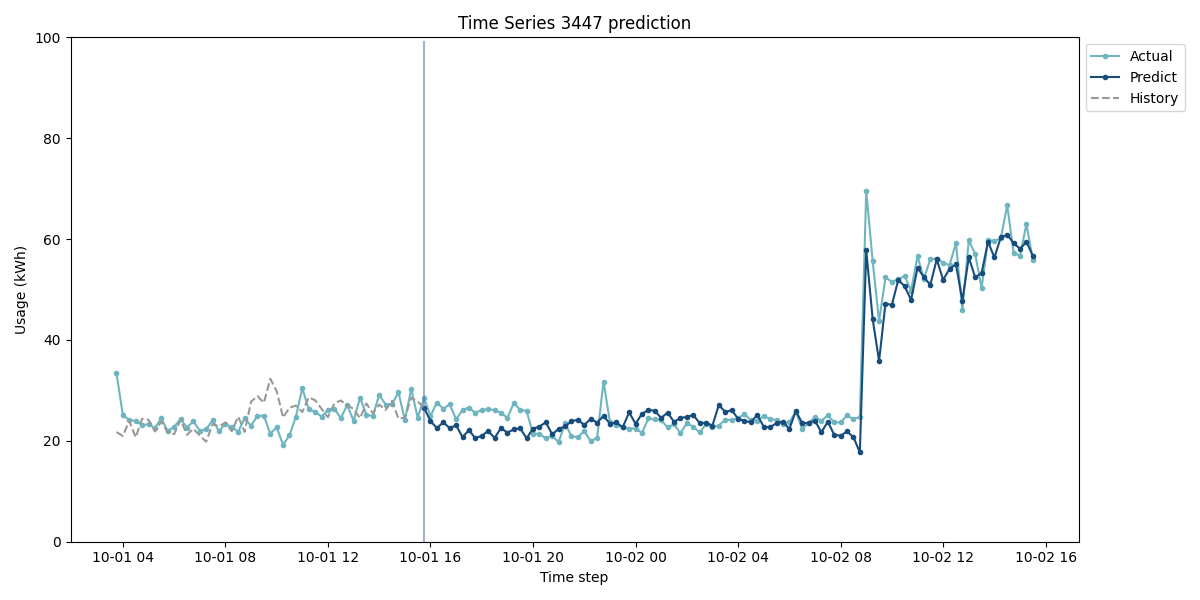 Time Series 3447 prediction
100
80
60
40
20
0
Usage (kWh)
10-01 04
10-01 08
10-01 12
10-01 16
10-01 20
10-02 00
10-02 04
10-02 08
10-02 12
10-02 16
Time step
Actual
Predict
History